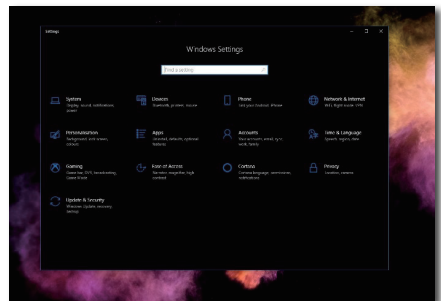 Settings
Windows Settings
Find a setting
System
Display, sound, notifications,
power
Devices
Bluetooth, printers, mouse
Phone
Link your Android, iPhone
Network & Internet
Wi-Fi, flight mode, VPN
Personalisation
Background, lock screen,
colours
Apps
Uninstall, defaults, optional
features
Accounts
Your accounts, email, sync,
work, family
Time & Language
Speech, region, date
Gaming
Game bar, DVR, broadcasting,
Game Mode
Ease of Access
Narrator, magnifier, high
contrast
Cortana
Cortana language, permissions,
notifications
Privacy
Location, camera
Update & Security
Windows Update, recovery,
backup